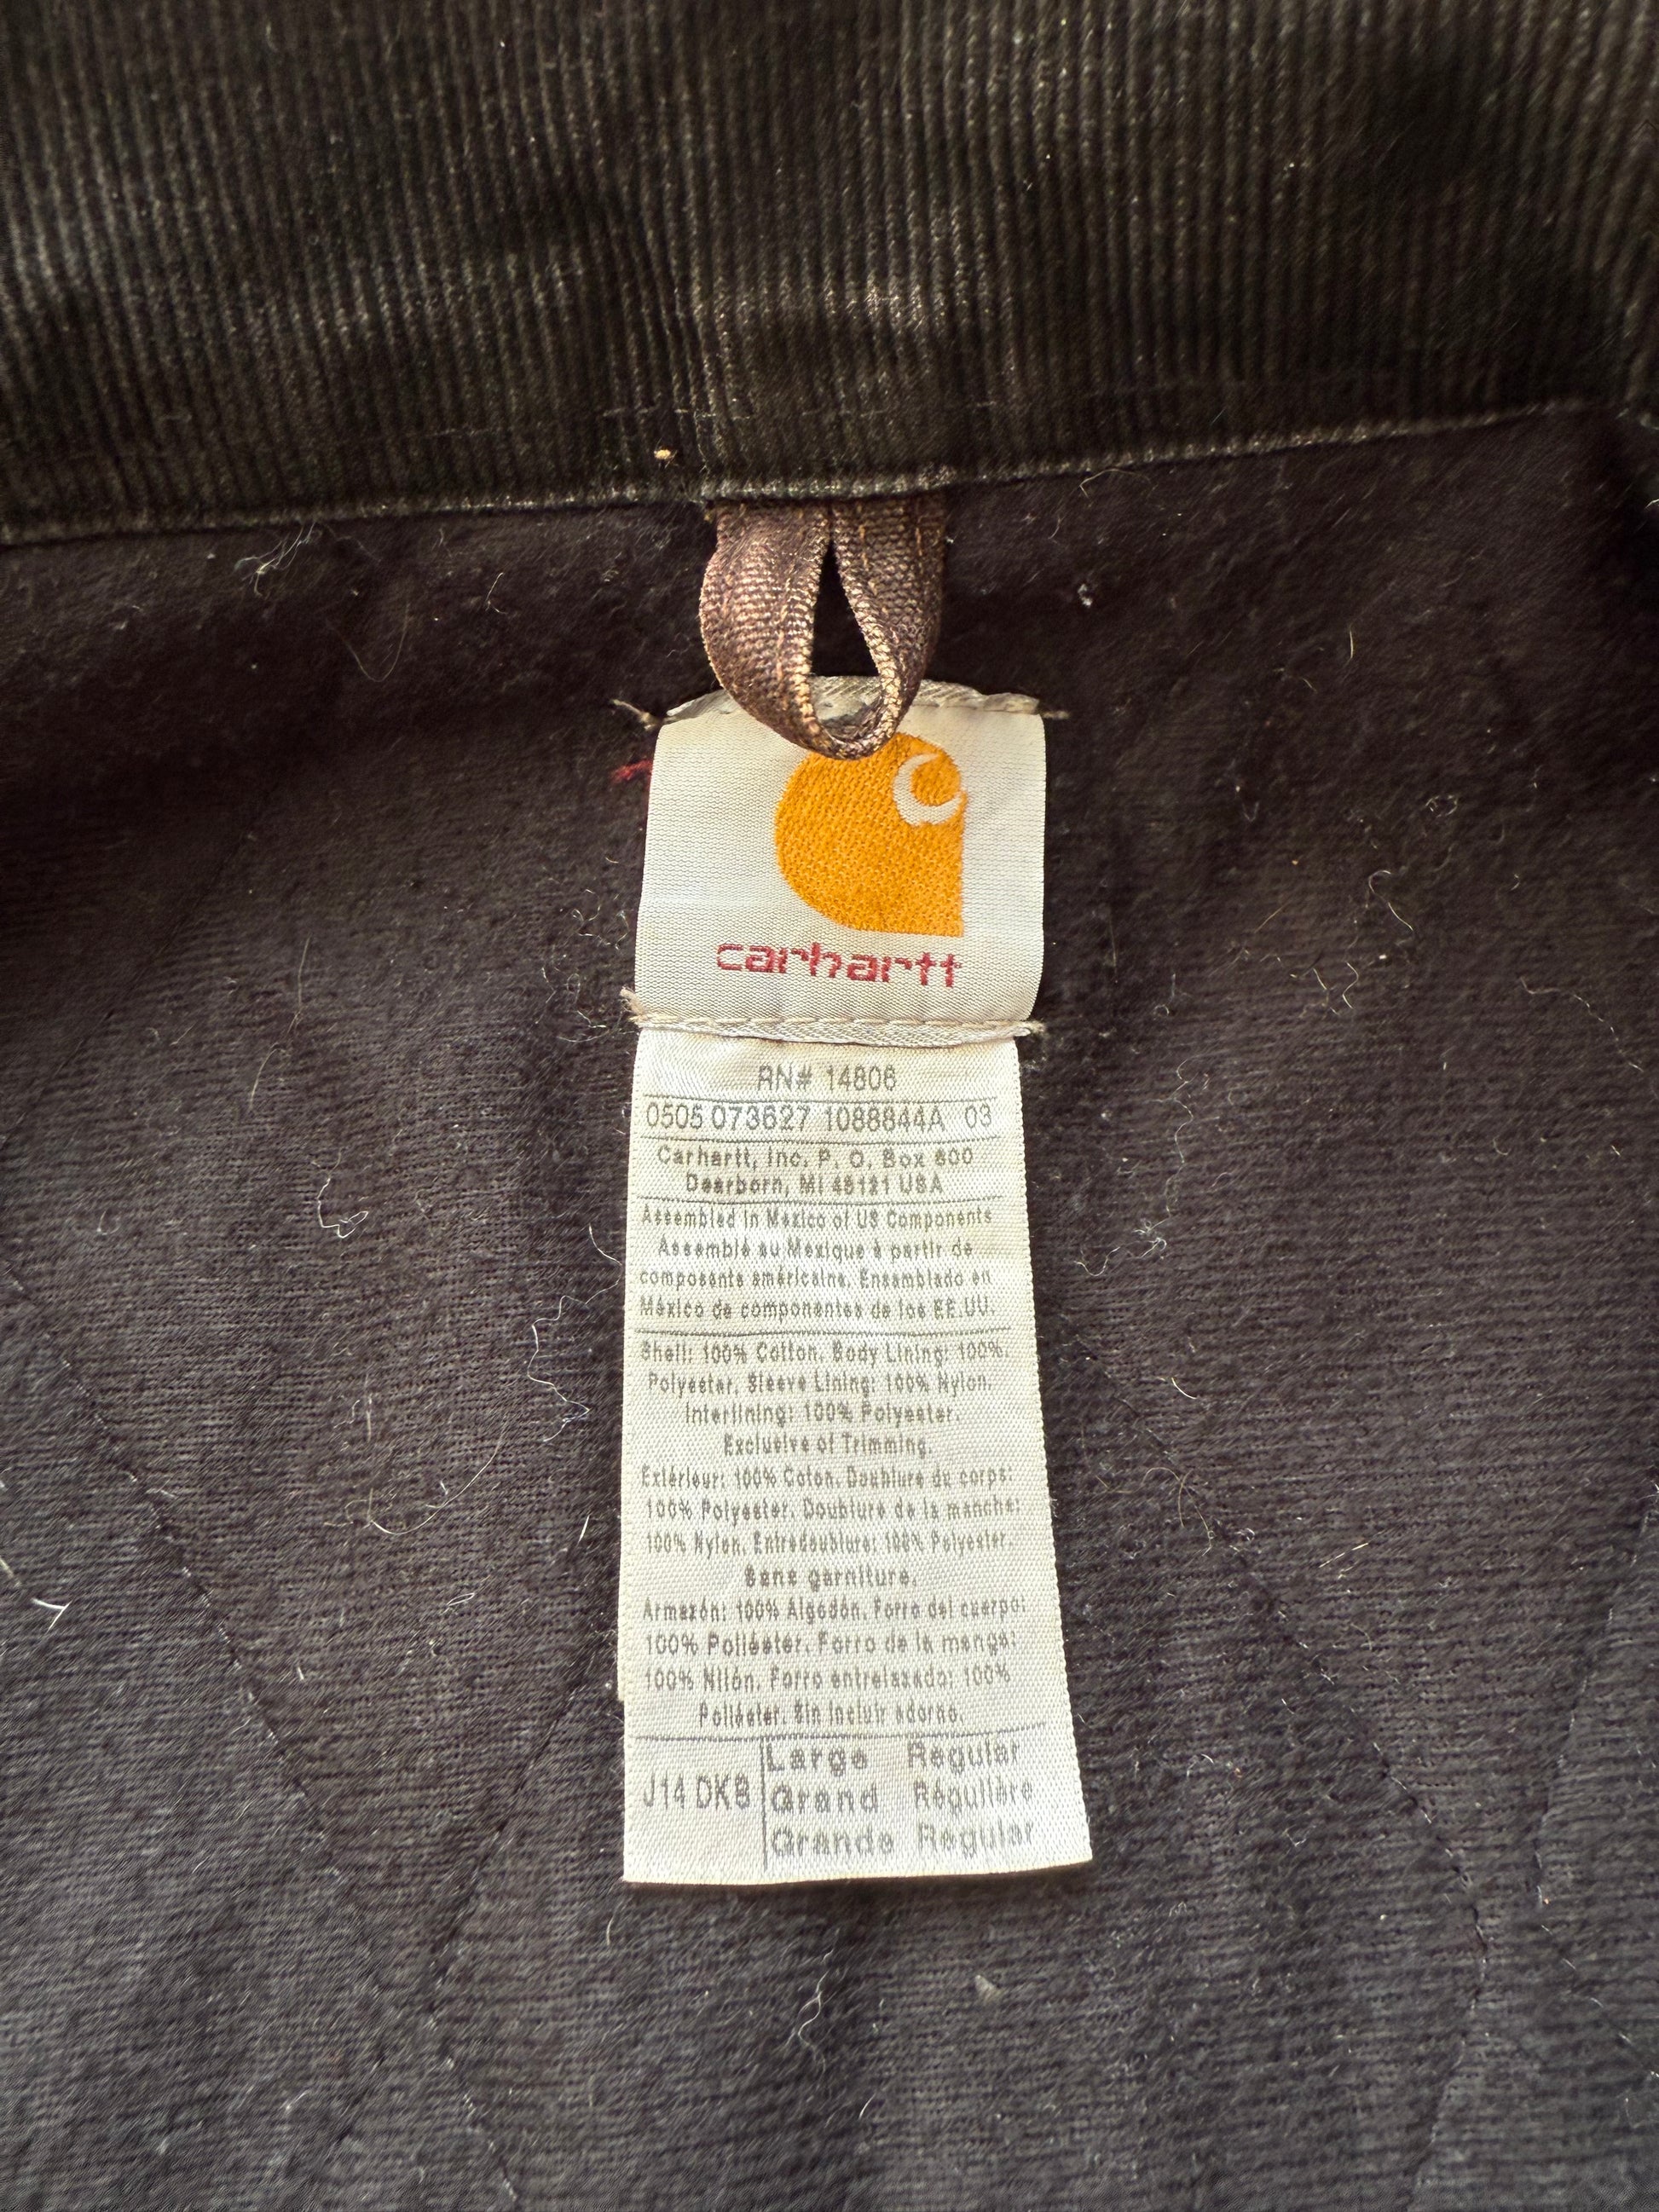 carhartt
RN# 14806
0505 073627 1088844A 03
Carhartt, Inc. P. O. Box 600
Dearborn, MI 48121 USA
Assembled in Mexico of US Components
Assemblé au Mexique à partir de
composants américains. Ensamblado en
México de componentes de los EE.UU.
Shell: 100% Cotton. Body Lining: 100%
Polyester. Sleeve Lining: 100% Nylon.
Interlining: 100% Polyester.
Exclusive of Trimming.
Extérieur: 100% Coton. Doublure du corps:
100% Polyester. Doublure de la manche:
100% Nylon. Entredoublure: 100% Polyester.
Sans garniture.
Armazón: 100% Algodón. Forro del cuerpo:
100% Poliéster. Forro de la manga:
100% Nilón. Forro entrelazado: 100%
Poliéster. Sin incluir adorno.
J14 DKB
Large Regular
Grand Régulière
Grande Regular